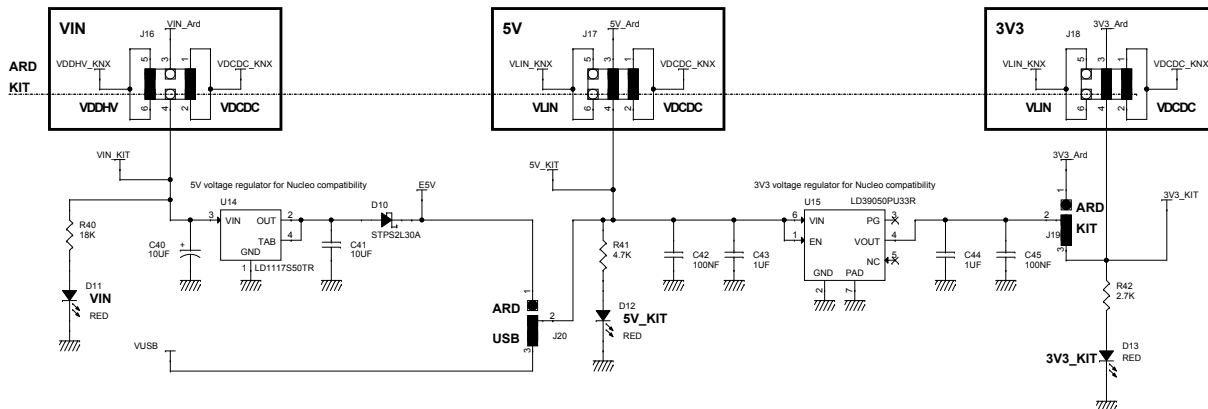 VIN
VIN_Ard
J16
5
3
1
VDDHV_KNX
VDCDC_KNX
ARD
KIT
6
4
2
VDDHV
VDCDC
5V
5V_Ard
J17
5
3
1
VLIN_KNX
VDCDC_KNX
6
4
2
VLIN
VDCDC
3V3
3V3_Ard
J18
5
3
1
VLIN_KNX
VDCDC_KNX
6
4
2
VLIN
VDCDC
VIN_KIT
5V voltage regulator for Nucleo compatibility
U14
3
VIN
OUT
2
TAB
4
GND
1
LD1117S50TR
R40
18K
C40
10UF
+
C41
10UF
D10
STPS2L30A
E5V
D11
VIN
RED
VUSB
1
ARD
2
USB
J20
3
5V_KIT
R41
4.7K
D12
5V_KIT
RED
C42
100NF
C43
1UF
3V3 voltage regulator for Nucleo compatibility
U15
LD39050PU33R
6
VIN
PG
3
1
EN
VOUT
4
NC
5
GND
PAD
2
7
C44
1UF
C45
100NF
3V3_Ard
1
ARD
2
KIT
J19
3
3V3_KIT
R42
2.7K
D13
3V3_KIT
RED